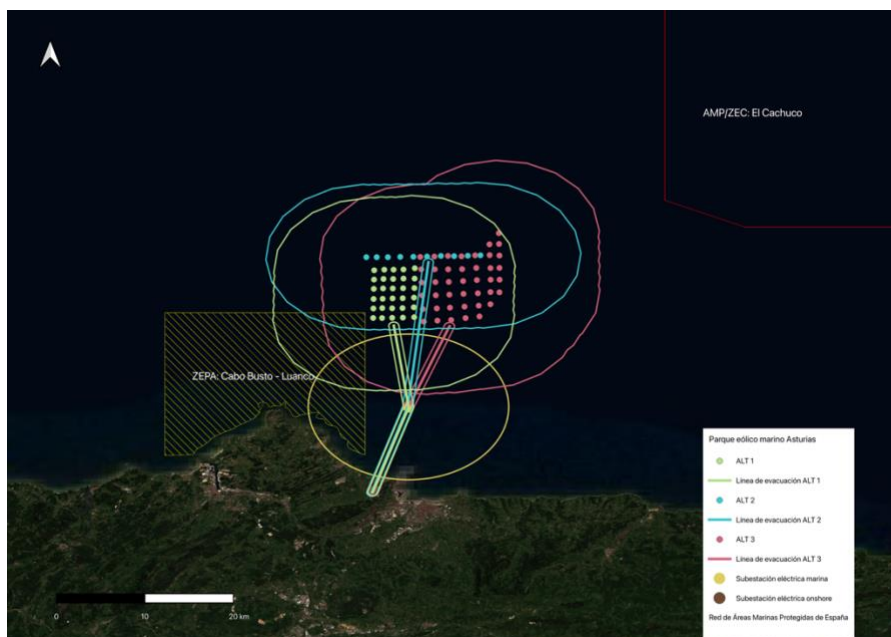 AMP/ZEC: El Cachuco
ZEPA: Cabo Busto - Luanco
Parque eólico marino Asturias
ALT 1
Línea de evacuación ALT 1
ALT 2
Línea de evacuación ALT 2
ALT 3
Línea de evacuación ALT 3
Subestación eléctrica marina
Subestación eléctrica onshore
Red de Áreas Marinas Protegidas de España
0 10 20 km